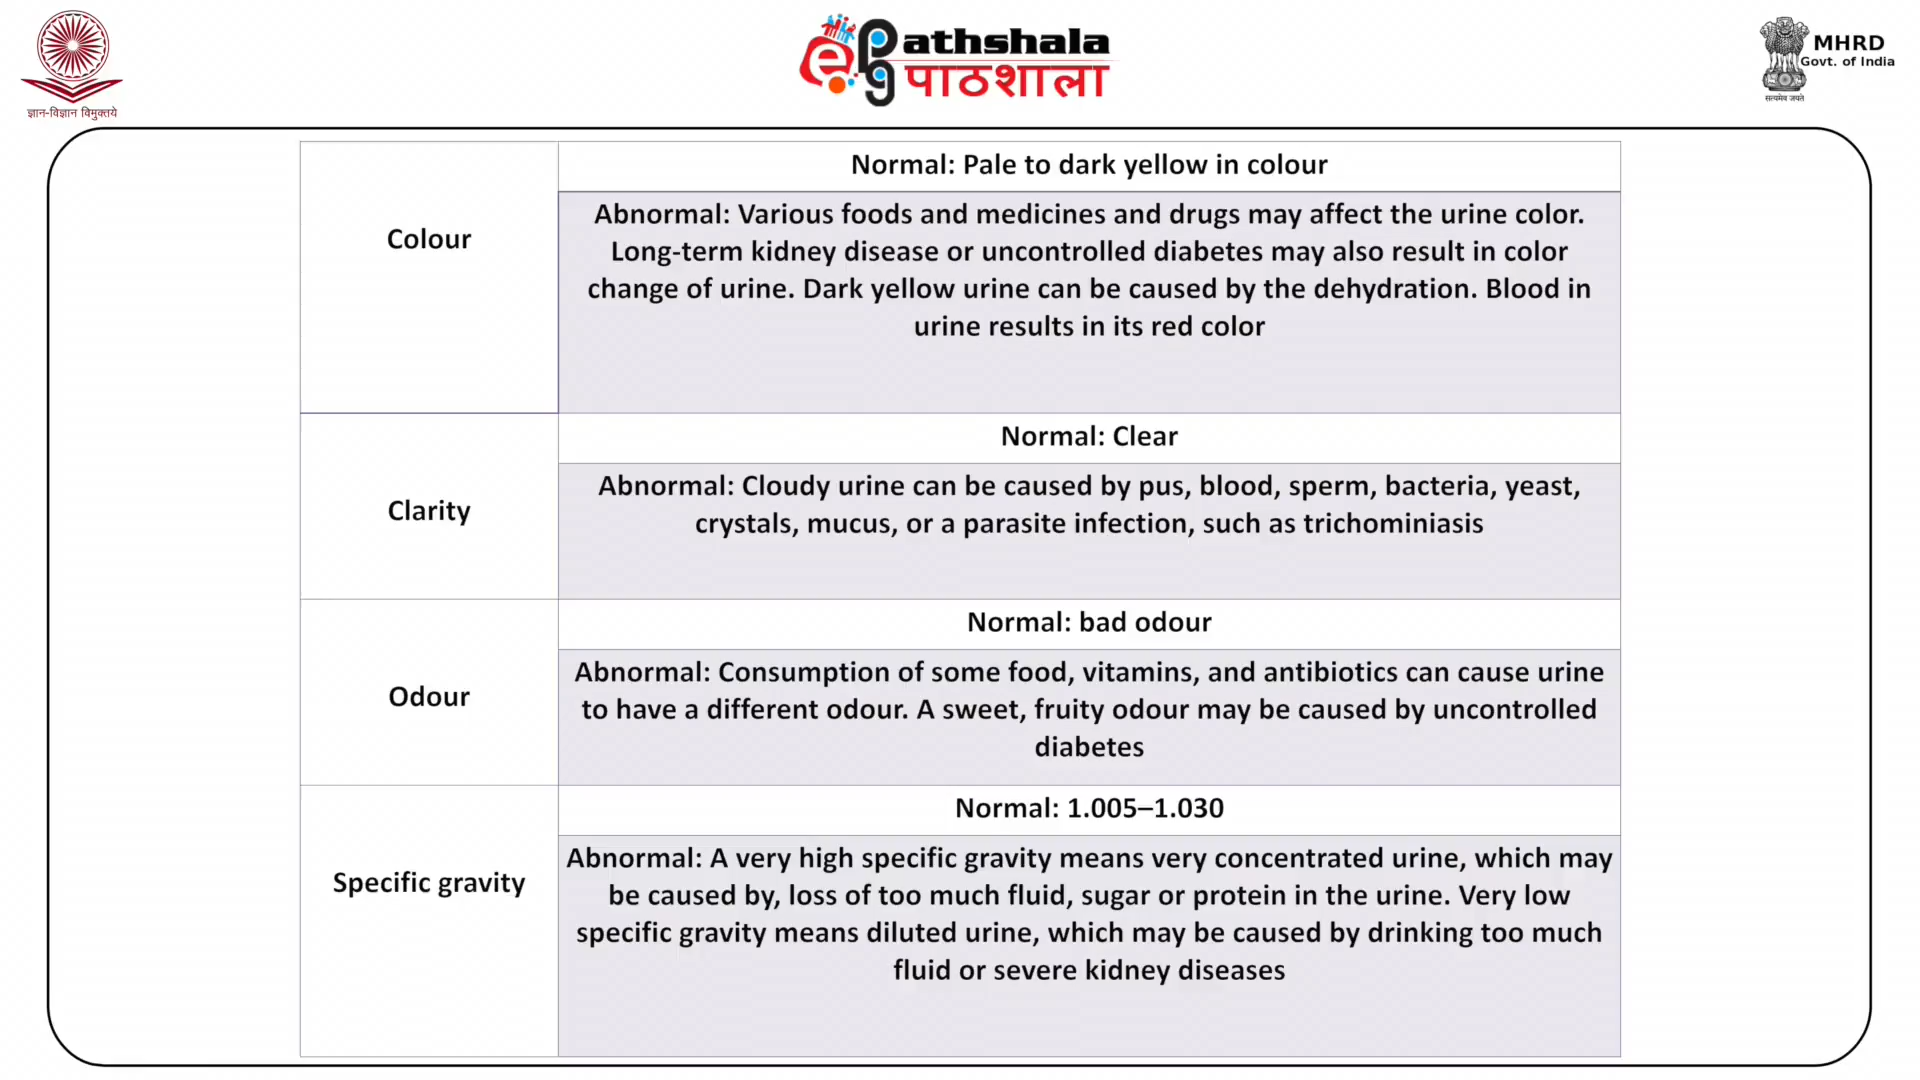 ज्ञान-विज्ञान विमुक्तये
e pg athshala
पाठशाला
MHRD
Govt. of India
सत्यमेव जयते
Colour
Normal: Pale to dark yellow in colour
Abnormal: Various foods and medicines and drugs may affect the urine color.
Long-term kidney disease or uncontrolled diabetes may also result in color
change of urine. Dark yellow urine can be caused by the dehydration. Blood in
urine results in its red color
Clarity
Normal: Clear
Abnormal: Cloudy urine can be caused by pus, blood, sperm, bacteria, yeast,
crystals, mucus, or a parasite infection, such as trichominiasis
Odour
Normal: bad odour
Abnormal: Consumption of some food, vitamins, and antibiotics can cause urine
to have a different odour. A sweet, fruity odour may be caused by uncontrolled
diabetes
Specific gravity
Normal: 1.005–1.030
Abnormal: A very high specific gravity means very concentrated urine, which may
be caused by, loss of too much fluid, sugar or protein in the urine. Very low
specific gravity means diluted urine, which may be caused by drinking too much
fluid or severe kidney diseases